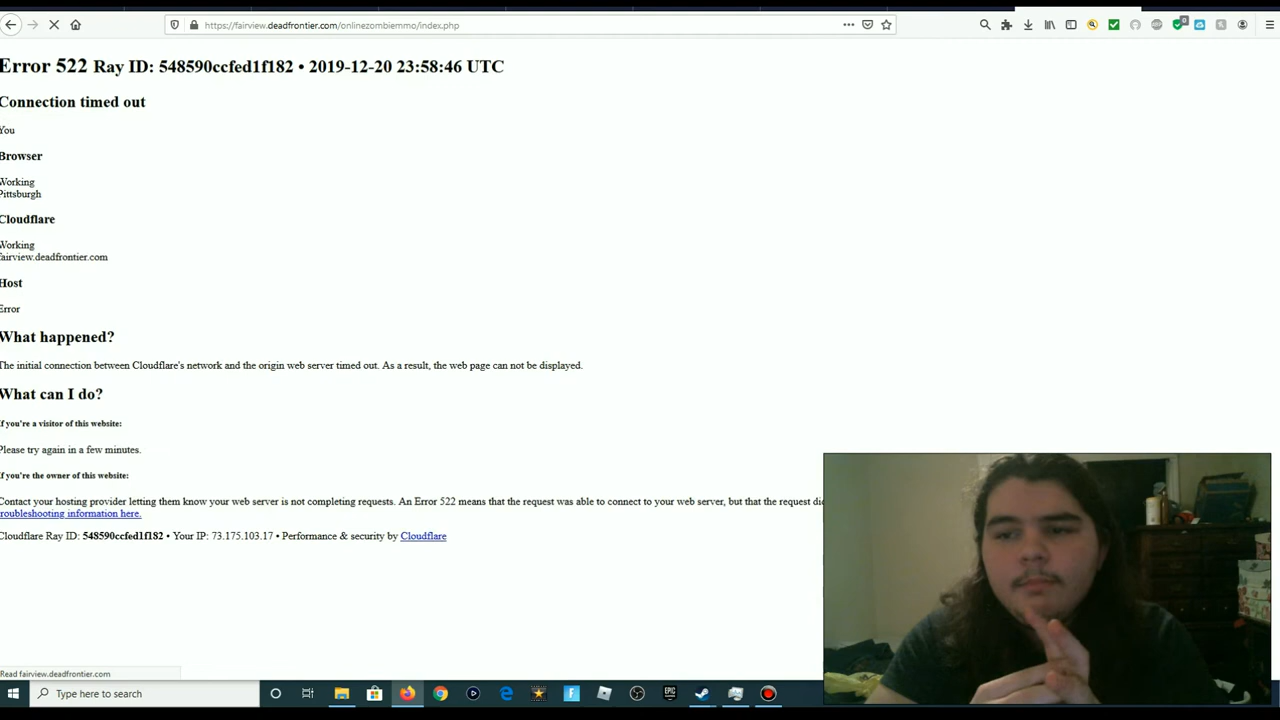 https://fairview.deadfrontier.com/onlinezombiemmo/index.php
Error 522 Ray ID: 548590ccfed1f182 • 2019-12-20 23:58:46 UTC
Connection timed out
You
Browser
Working
Pittsburgh
Cloudflare
Working
fairview.deadfrontier.com
Host
Error
What happened?
The initial connection between Cloudflare's network and the origin web server timed out. As a result, the web page can not be displayed.
What can I do?
If you're a visitor of this website:
Please try again in a few minutes.
If you're the owner of this website:
Contact your hosting provider letting them know your web server is not completing requests. An Error 522 means that the request was able to connect to your web server, but that the request did
troubleshooting information here.
Cloudflare Ray ID: 548590ccfed1f182 • Your IP: 73.175.103.17 • Performance & security by Cloudflare
Read fairview.deadfrontier.com
Type here to search
EPIC